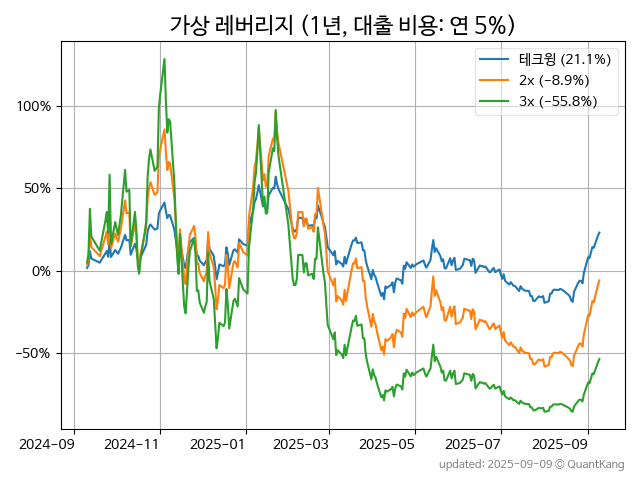 가상 레버리지 (1년, 대출 비용: 연 5%)
테크윙 (21.1%)
2x (−8.9%)
3x (−55.8%)
100%
50%
0%
−50%
2024-09 2024-11 2025-01 2025-03 2025-05 2025-07 2025-09
updated: 2025-09-09 © QuantKang